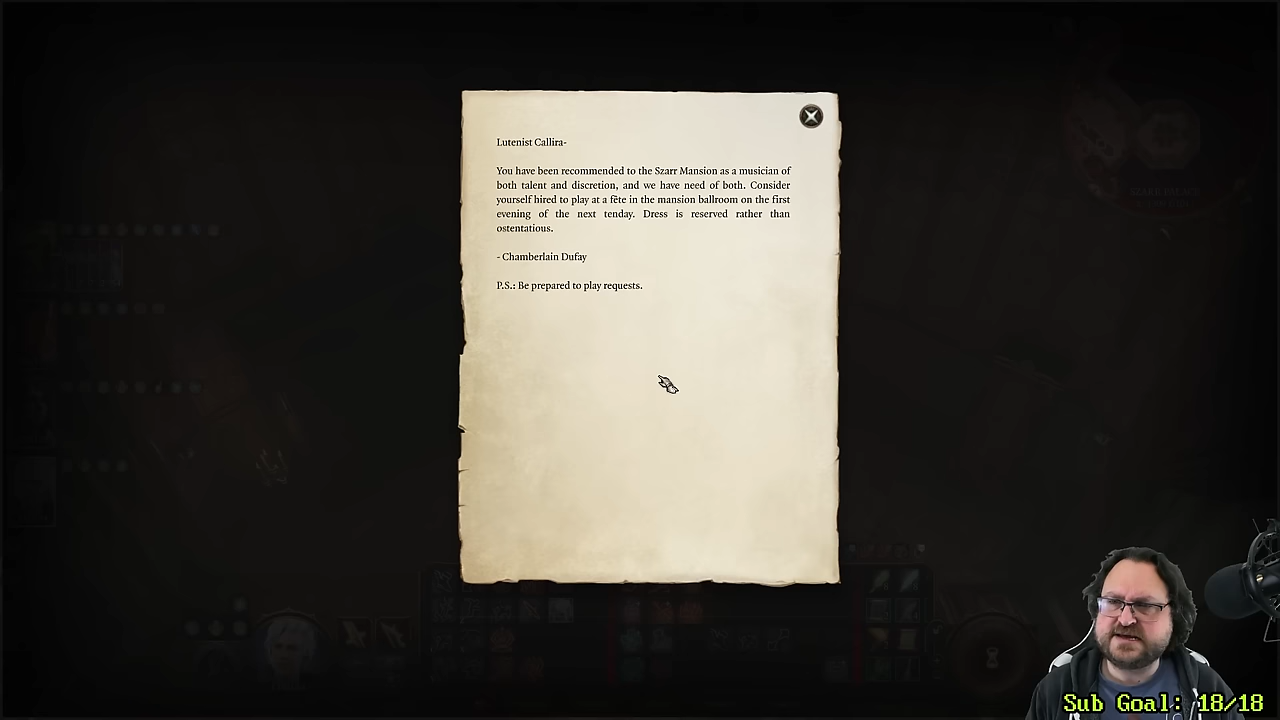 Lutenist Callira-
You have been recommended to the Szarr Mansion as a musician of
both talent and discretion, and we have need of both. Consider
yourself hired to play at a fête in the mansion ballroom on the first
evening of the next tenday. Dress is reserved rather than
ostentatious.
- Chamberlain Dufay
P.S.: Be prepared to play requests.
Sub Goal: 18/18